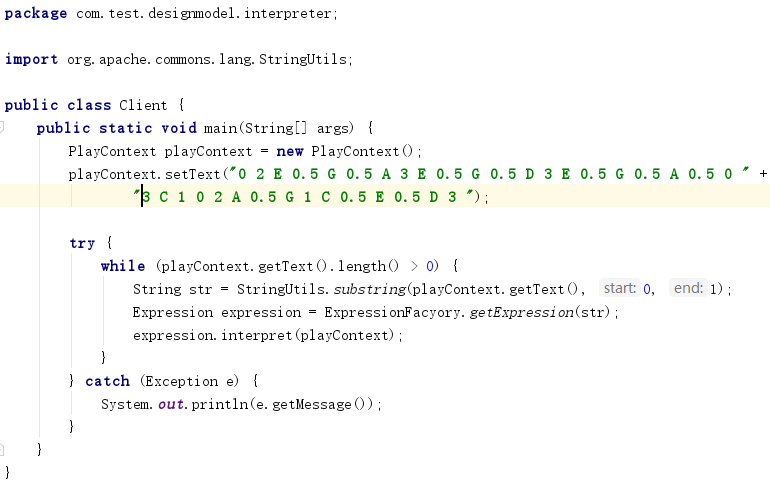 package com.test.designmodel.interpreter;
import org.apache.commons.lang.StringUtils;
public class Client {
public static void main(String[] args) {
PlayContext playContext = new PlayContext();
playContext.setText("O 2 E 0.5 G 0.5 A 3 E 0.5 G 0.5 D 3 E 0.5 G 0.5 A 0.5 O " +
"3 C 1 O 2 A 0.5 G 1 C 0.5 E 0.5 D 3 ");
try {
while (playContext.getText().length() > 0) {
String str = StringUtils.substring(playContext.getText(), start: 0, end: 1);
Expression expression = ExpressionFacyory.getExpression(str);
expression.interpret(playContext);
}
} catch (Exception e) {
System.out.println(e.getMessage());
}
}
}